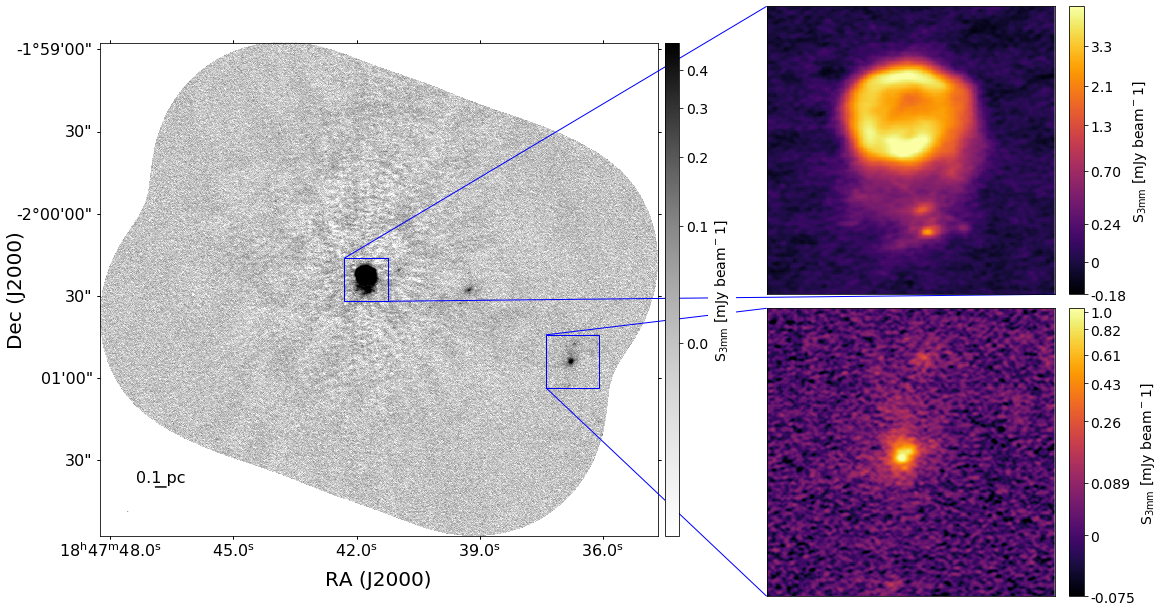 -1°59'00"
30"
-2°00'00"
30"
01'00"
30"
Dec (J2000)
0.1 pc
18ʰ47ᵐ48.0ˢ
45.0ˢ
42.0ˢ
39.0ˢ
36.0ˢ
RA (J2000)
0.4
0.3
0.2
0.1
0.0
S₃ₘₘ [mJy beam⁻1]
3.3
2.1
1.3
0.70
0.24
0
-0.18
S₃ₘₘ [mJy beam⁻1]
1.0
0.82
0.61
0.43
0.26
0.089
0
-0.075
S₃ₘₘ [mJy beam⁻1]